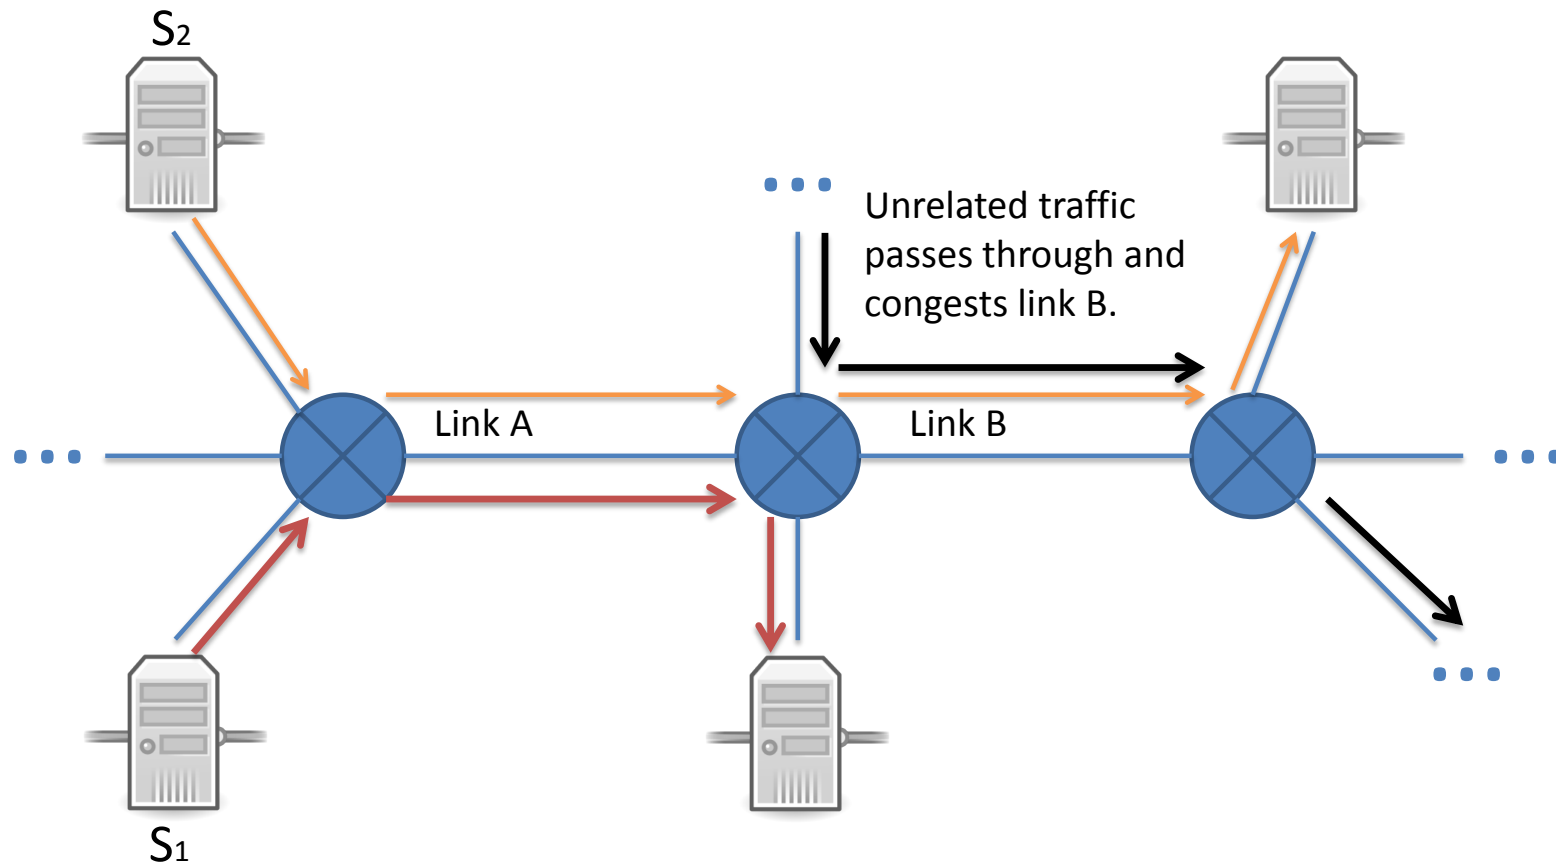 S₂
Unrelated traffic
passes through and
congests link B.
Link A
Link B
S₁